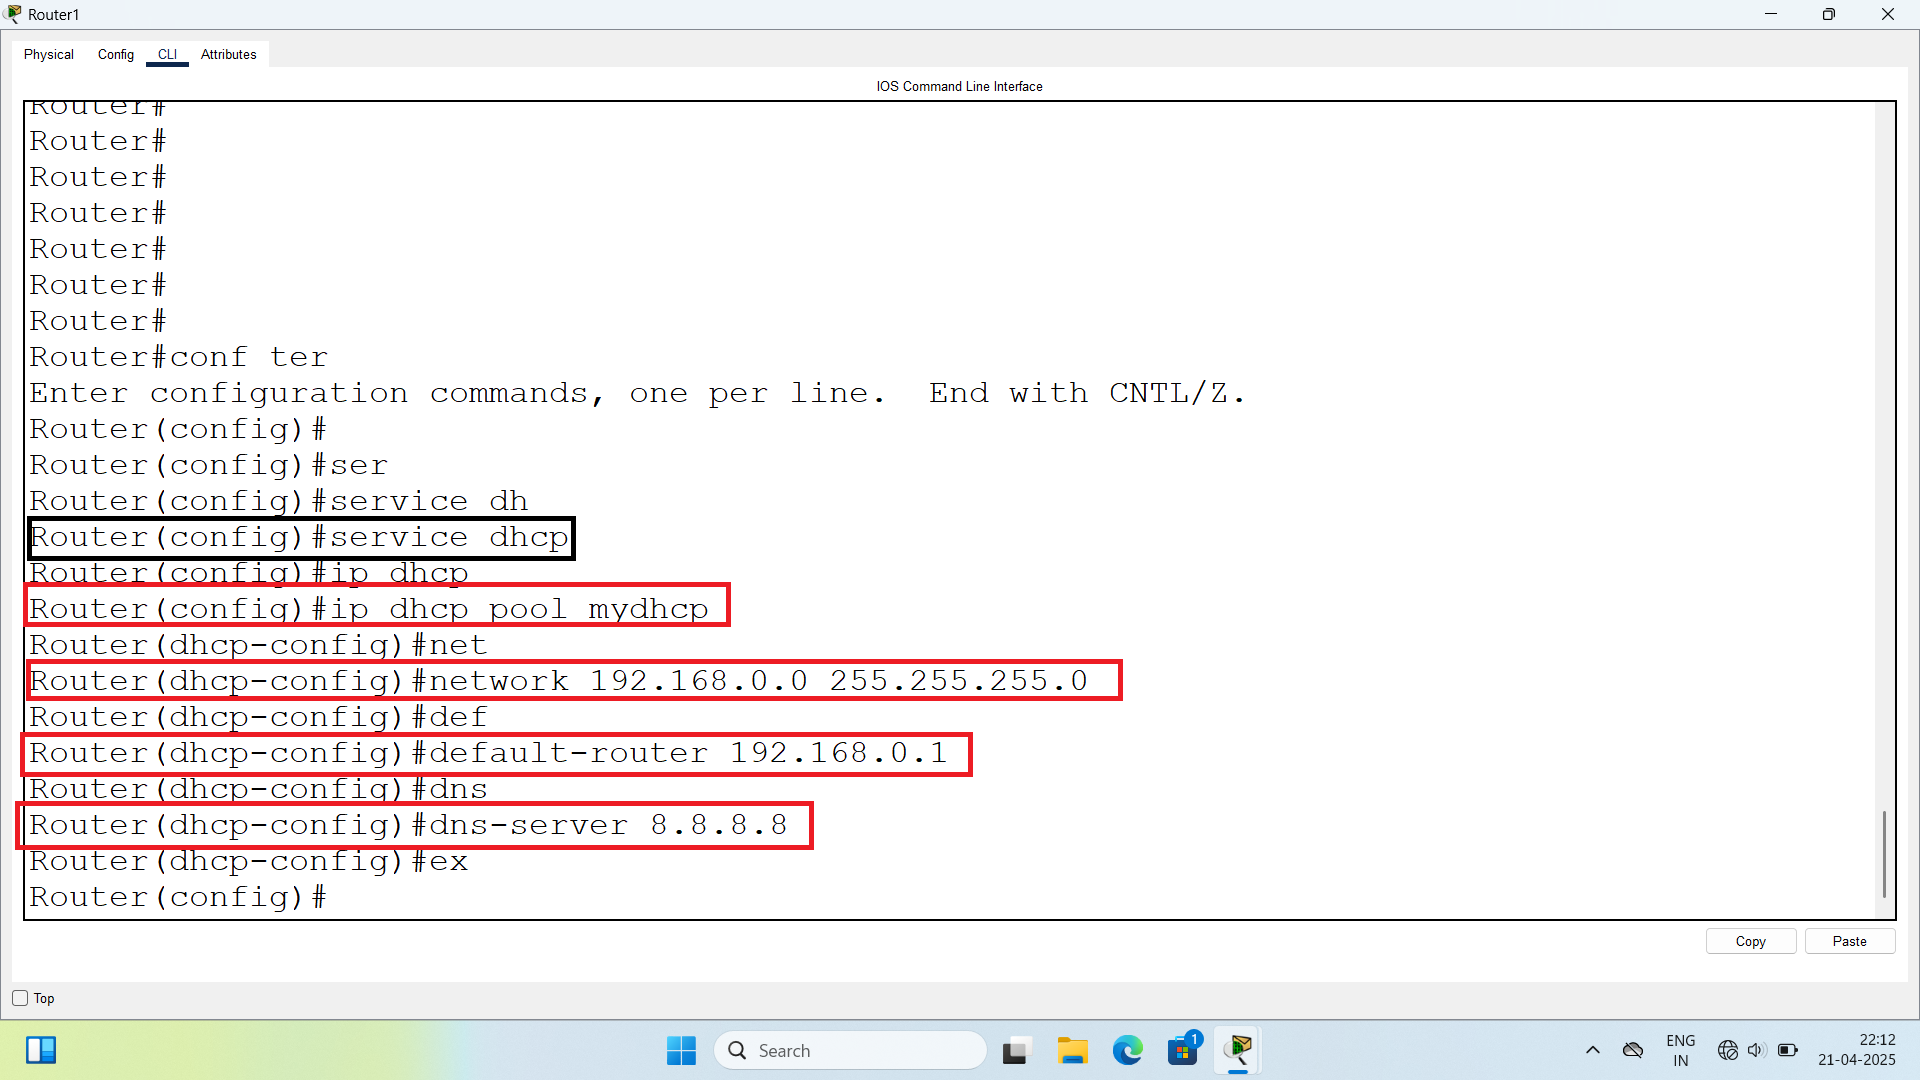 Router1
Physical Config CLI Attributes
IOS Command Line Interface
Router#
Router#
Router#
Router#
Router#
Router#
Router#
Router#conf ter
Enter configuration commands, one per line.  End with CNTL/Z.
Router(config)#
Router(config)#ser
Router(config)#service dh
Router(config)#service dhcp
Router(config)#ip dhcp
Router(config)#ip dhcp pool mydhcp
Router(dhcp-config)#net
Router(dhcp-config)#network 192.168.0.0 255.255.255.0
Router(dhcp-config)#def
Router(dhcp-config)#default-router 192.168.0.1
Router(dhcp-config)#dns
Router(dhcp-config)#dns-server 8.8.8.8
Router(dhcp-config)#ex
Router(config)#
Copy Paste
Top
Search
1
ENG
IN
22:12
21-04-2025